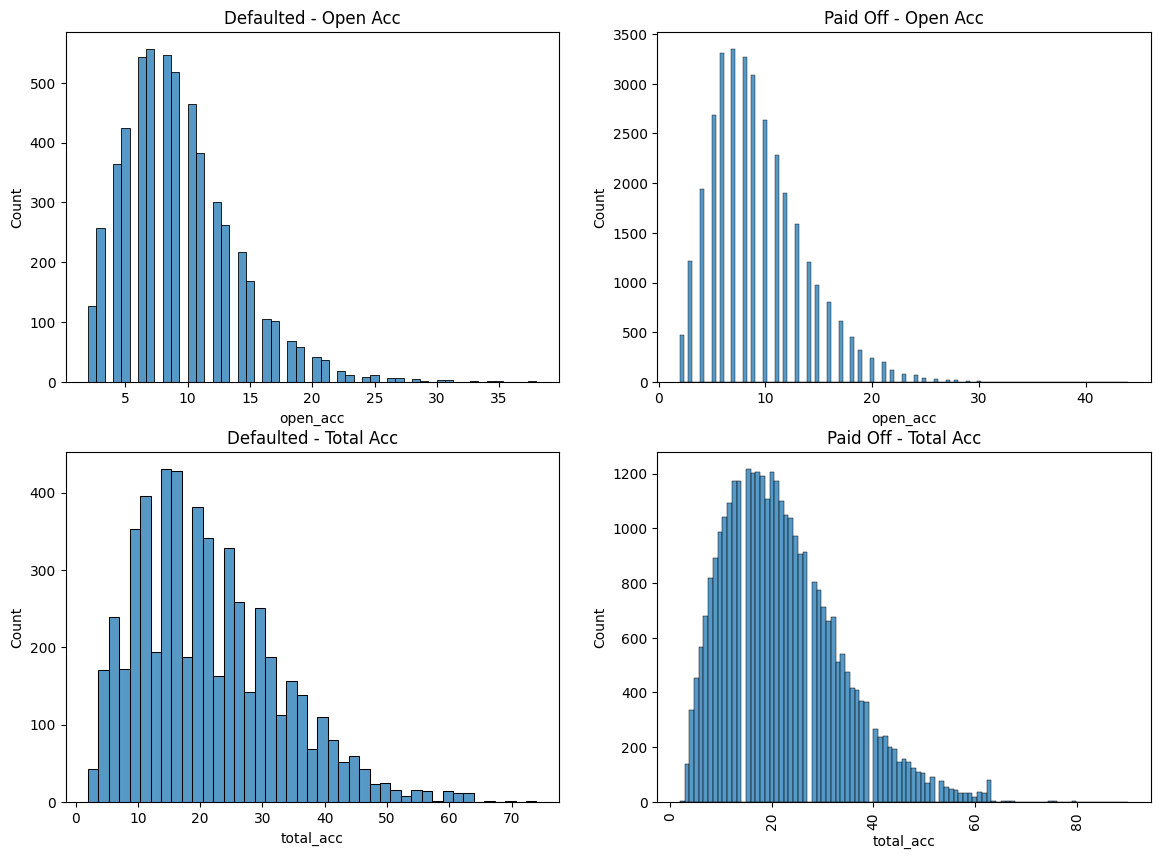 Defaulted - Open Acc
Count
500
400
300
200
100
0
5 10 15 20 25 30 35
open_acc
Paid Off - Open Acc
Count
3500
3000
2500
2000
1500
1000
500
0
0 10 20 30 40
open_acc
Defaulted - Total Acc
Count
400
300
200
100
0
0 10 20 30 40 50 60 70
total_acc
Paid Off - Total Acc
Count
1200
1000
800
600
400
200
0
0 20 40 60 80
total_acc